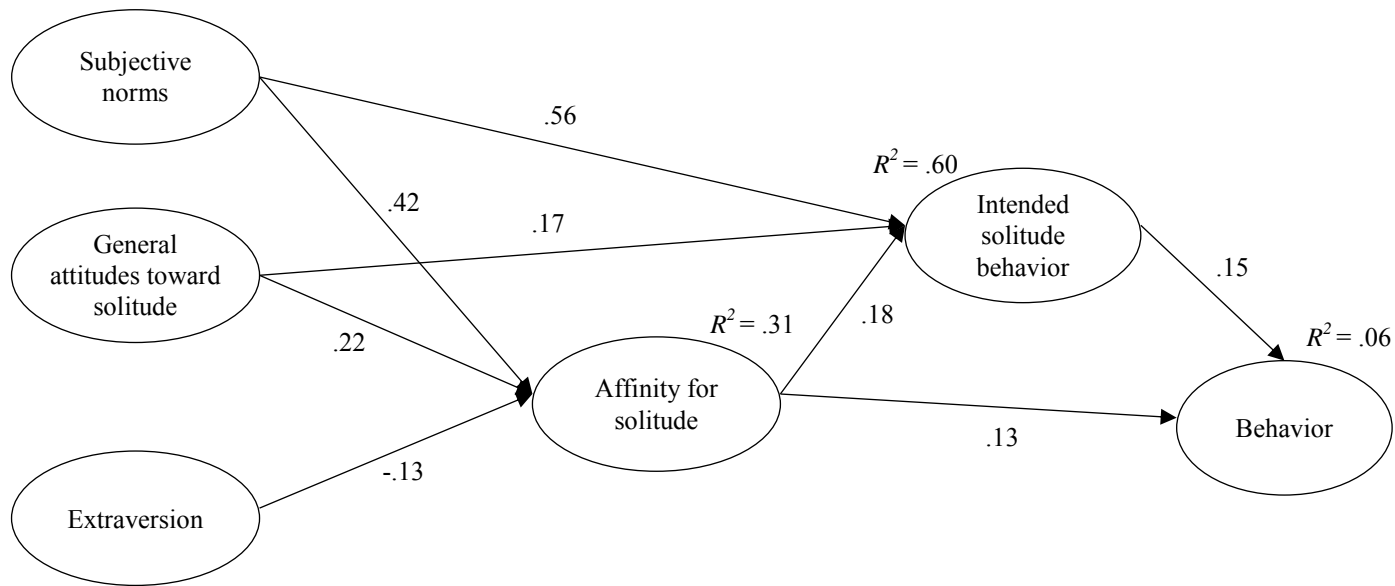 Subjective
norms
.56
R² = .60
Intended
solitude
behavior
.42
.17
General
attitudes toward
solitude
.15
.22
R² = .31
.18
R² = .06
Affinity for
solitude
.13
Behavior
-.13
Extraversion